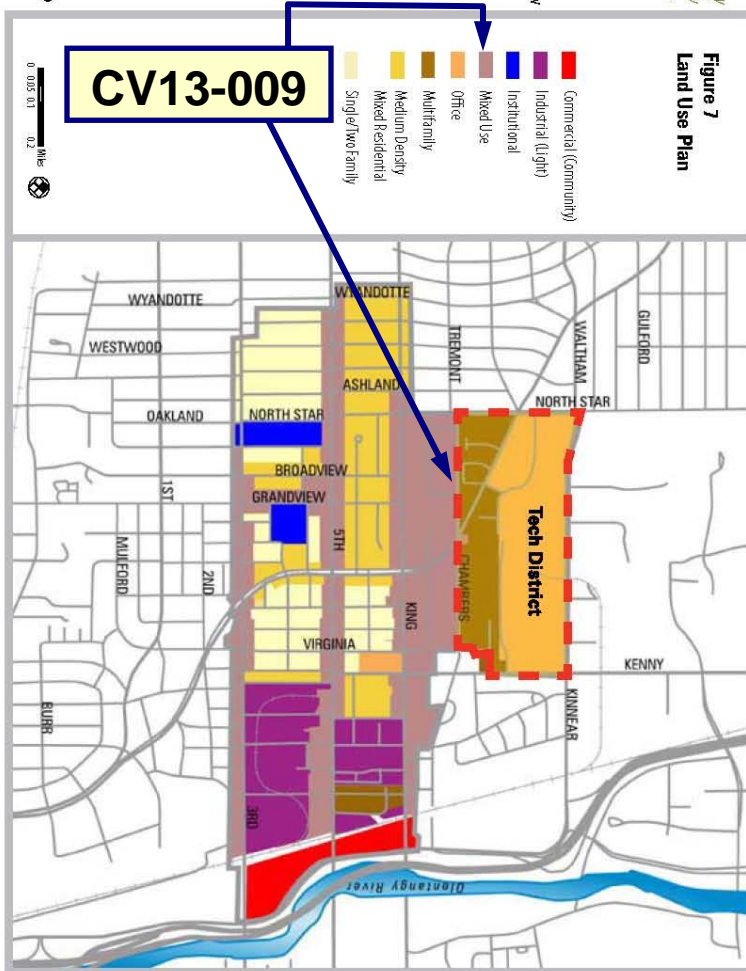 CV13-009
Figure 7
Land Use Plan
Commercial (Community)
Industrial (Light)
Institutional
Mixed Use
Office
Multifamily
Medium Density
Mixed Residential
Single/Two Family
0 0.05 0.1 0.2
Miles
WYANDOTTE
WESTWOOD
OAKLAND
1ST
MULFORD
2ND
BURR
WYANDOTTE
ASHLAND
NORTH STAR
BROADVIEW
GRANDVIEW
5TH
VIRGINIA
3RD
TREMONT
WALTHAM
GUILFORD
NORTH STAR
Tech District
CHAMBERS
KING
KENNY
KINNEAR
Olentangy River